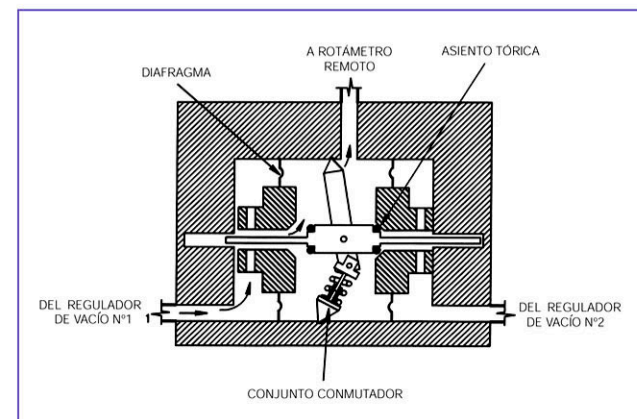 A ROTÁMETRO
REMOTO
ASIENTO TÓRICA
DIAFRAGMA
DEL REGULADOR
DE VACÍO Nº1
DEL REGULADOR
DE VACÍO Nº2
CONJUNTO CONMUTADOR